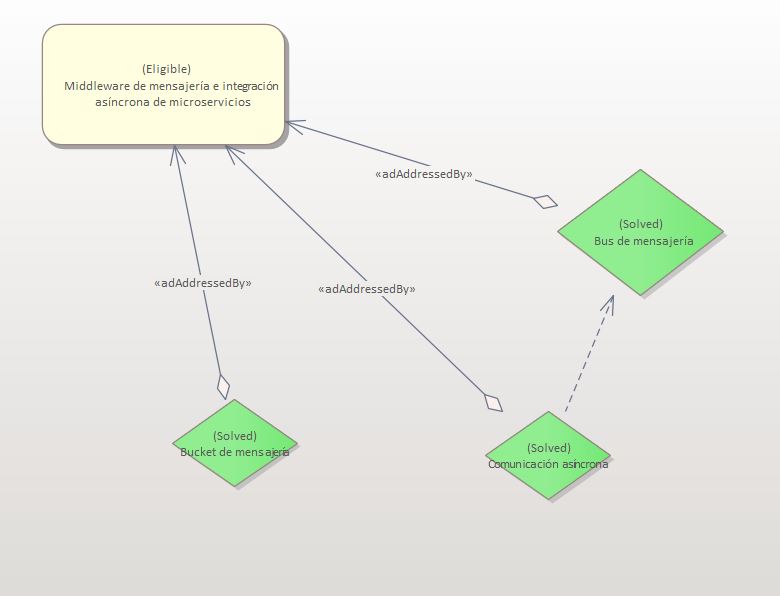 (Eligible)
Middleware de mensajería e integración
asíncrona de microservicios
«adAddressedBy»
(Solved)
Bus de mensajería
«adAddressedBy»
«adAddressedBy»
(Solved)
Bucket de mensajería
(Solved)
Comunicación asíncrona